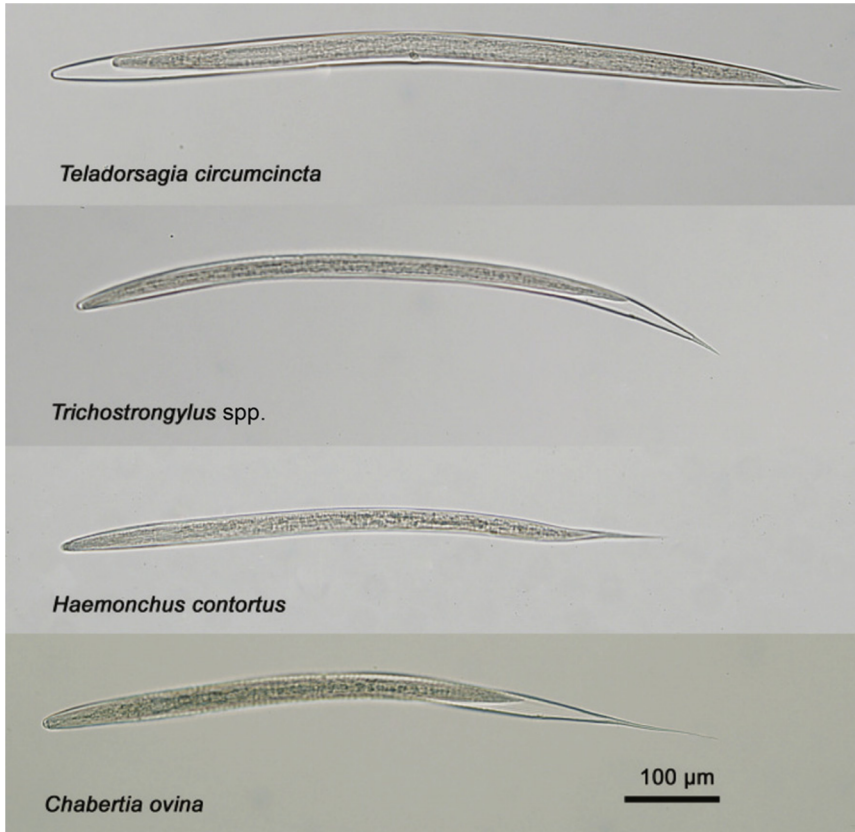 Teladorsagia circumcincta
Trichostrongylus spp.
Haemonchus contortus
100 µm
Chabertia ovina